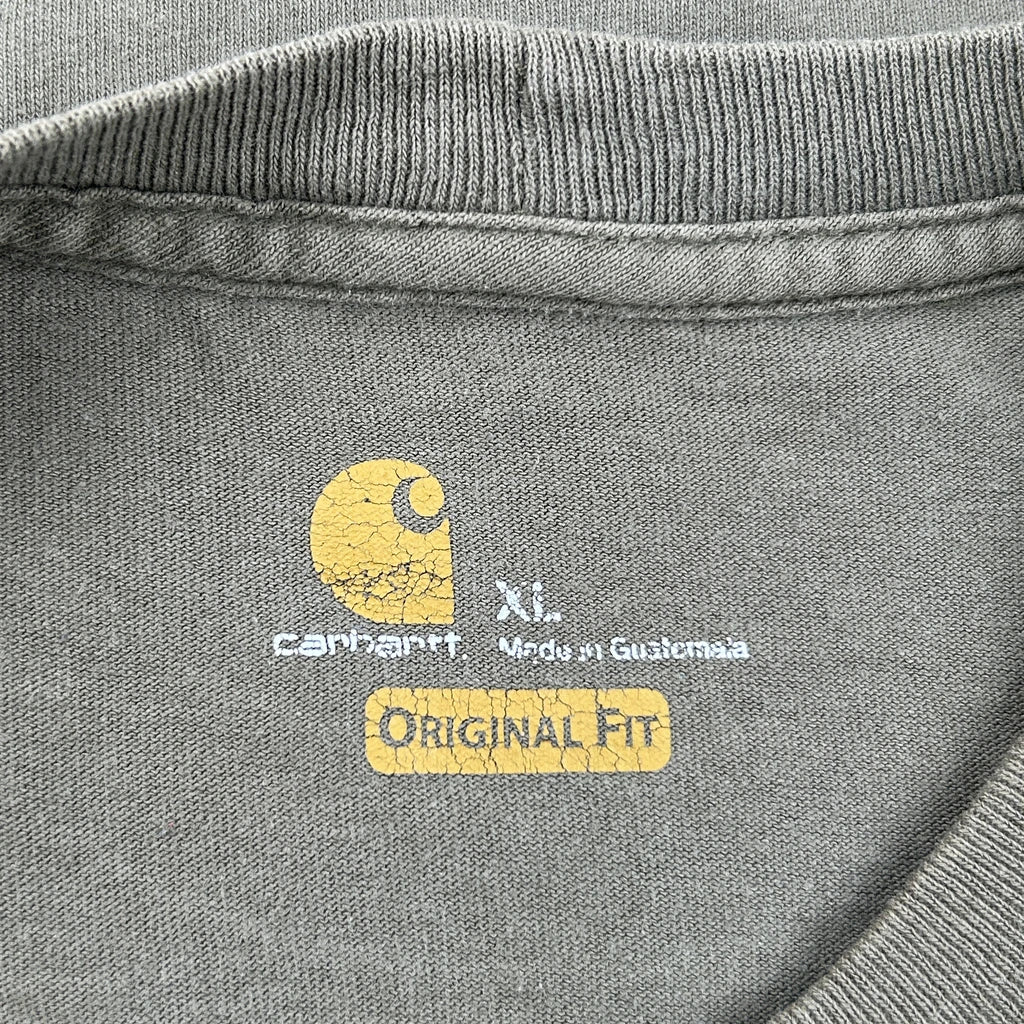 XL
carhartt.
Made in Guatemala
ORIGINAL FIT